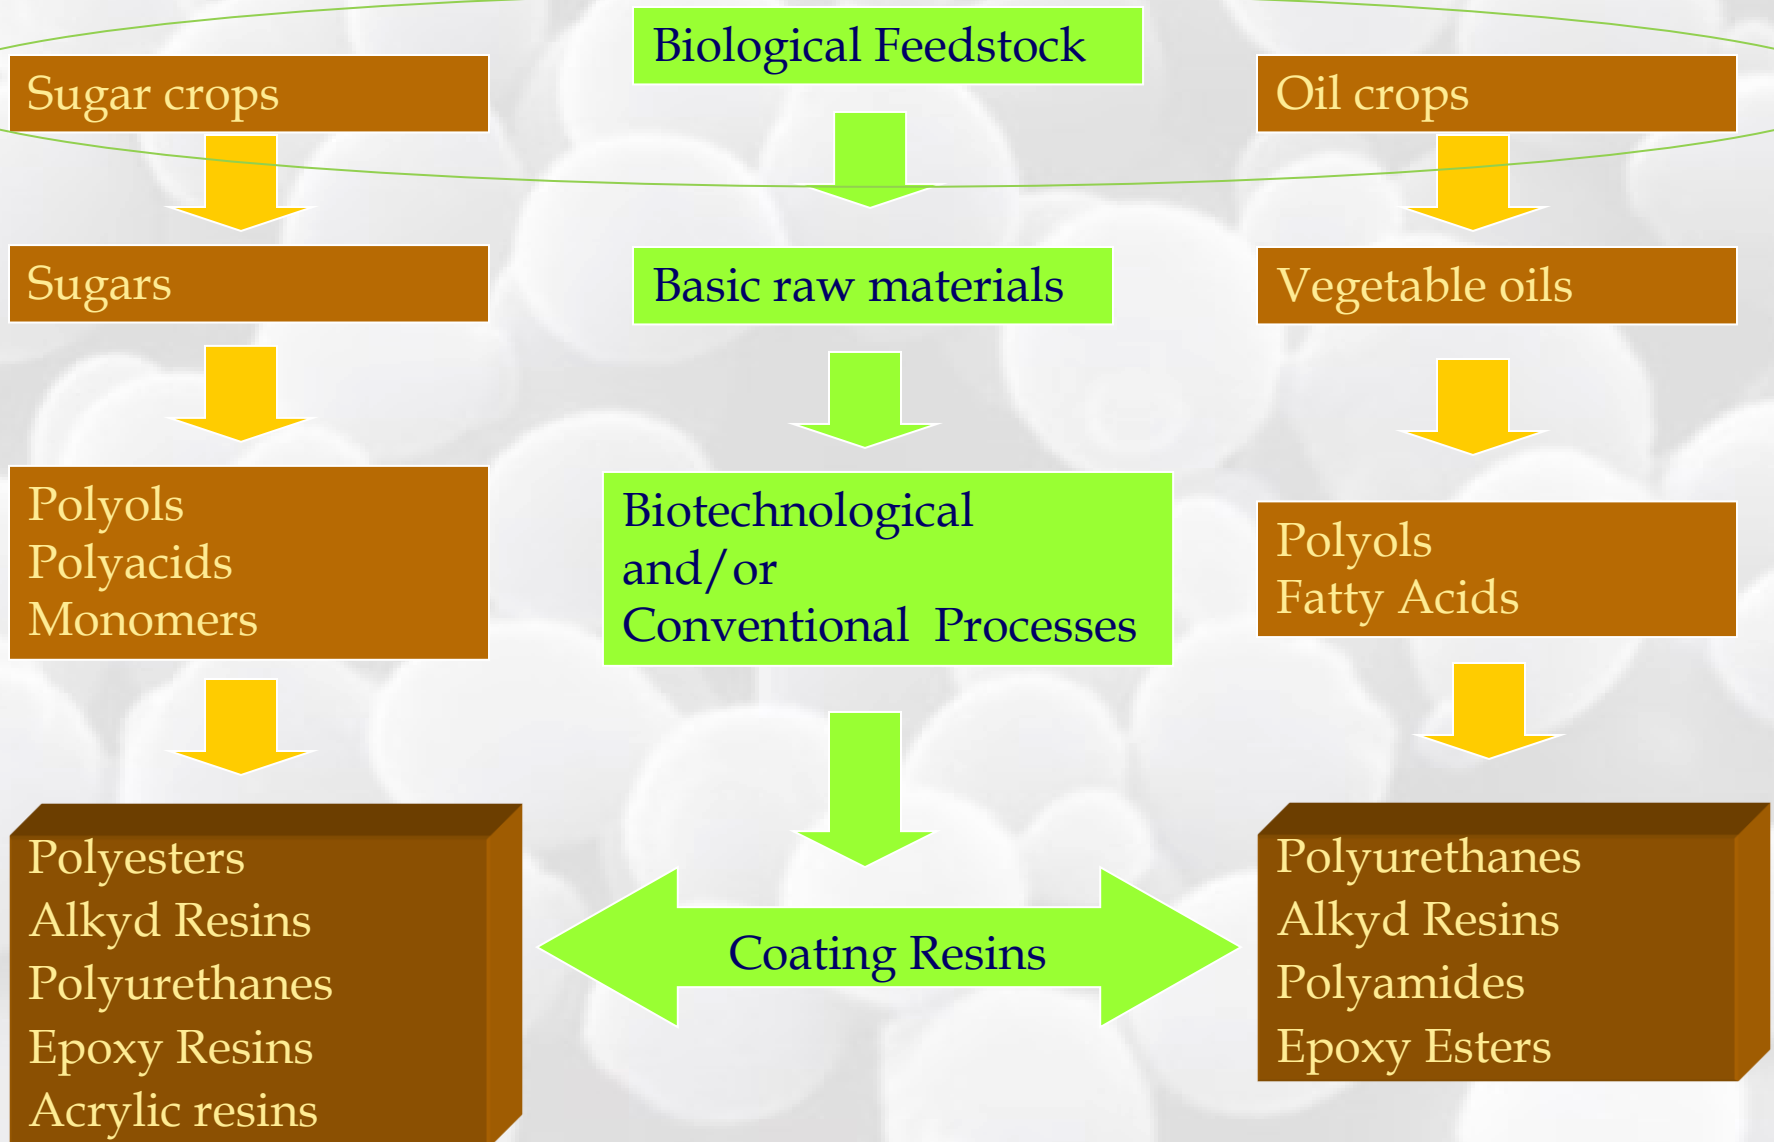 Biological Feedstock
Sugar crops
Oil crops
Sugars
Basic raw materials
Vegetable oils
Polyols
Polyacids
Monomers
Biotechnological
and/or
Conventional  Processes
Polyols
Fatty Acids
Polyesters
Alkyd Resins
Polyurethanes
Epoxy Resins
Acrylic resins
Coating Resins
Polyurethanes
Alkyd Resins
Polyamides
Epoxy Esters